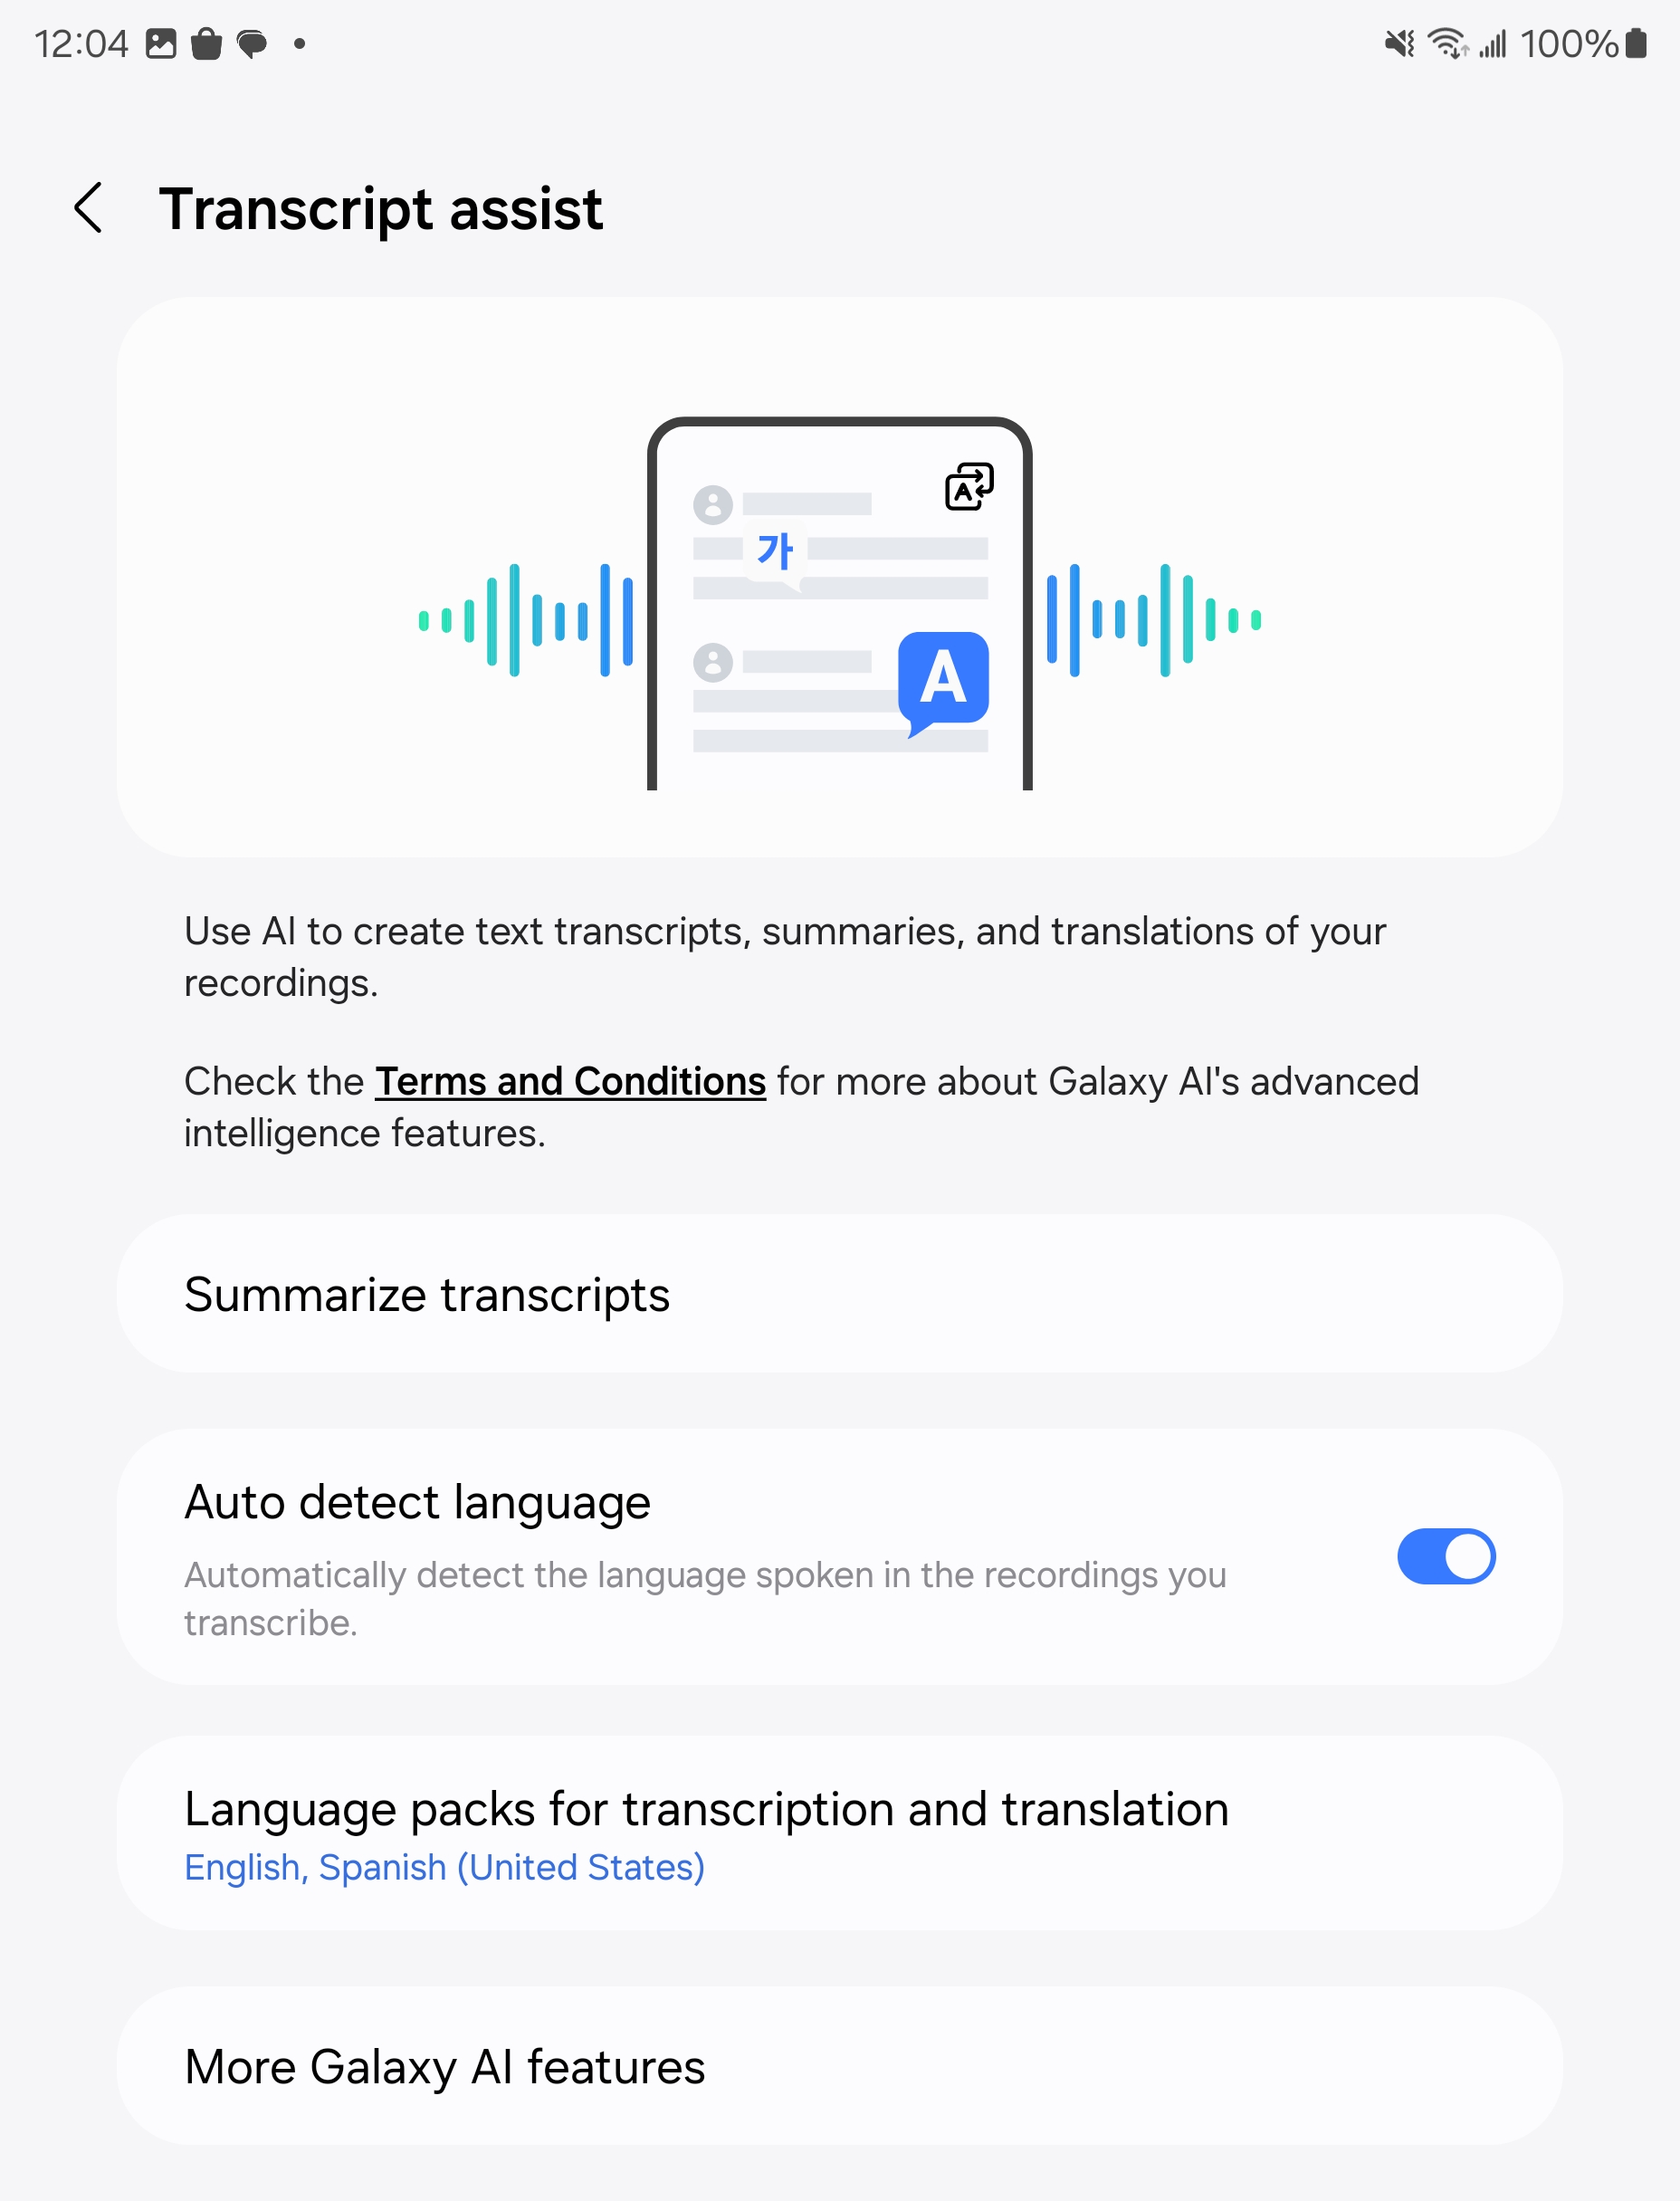 12:04
100%
Transcript assist
A
가
A
Use AI to create text transcripts, summaries, and translations of your
recordings.
Check the Terms and Conditions for more about Galaxy AI's advanced
intelligence features.
Summarize transcripts
Auto detect language
Automatically detect the language spoken in the recordings you
transcribe.
Language packs for transcription and translation
English, Spanish (United States)
More Galaxy AI features